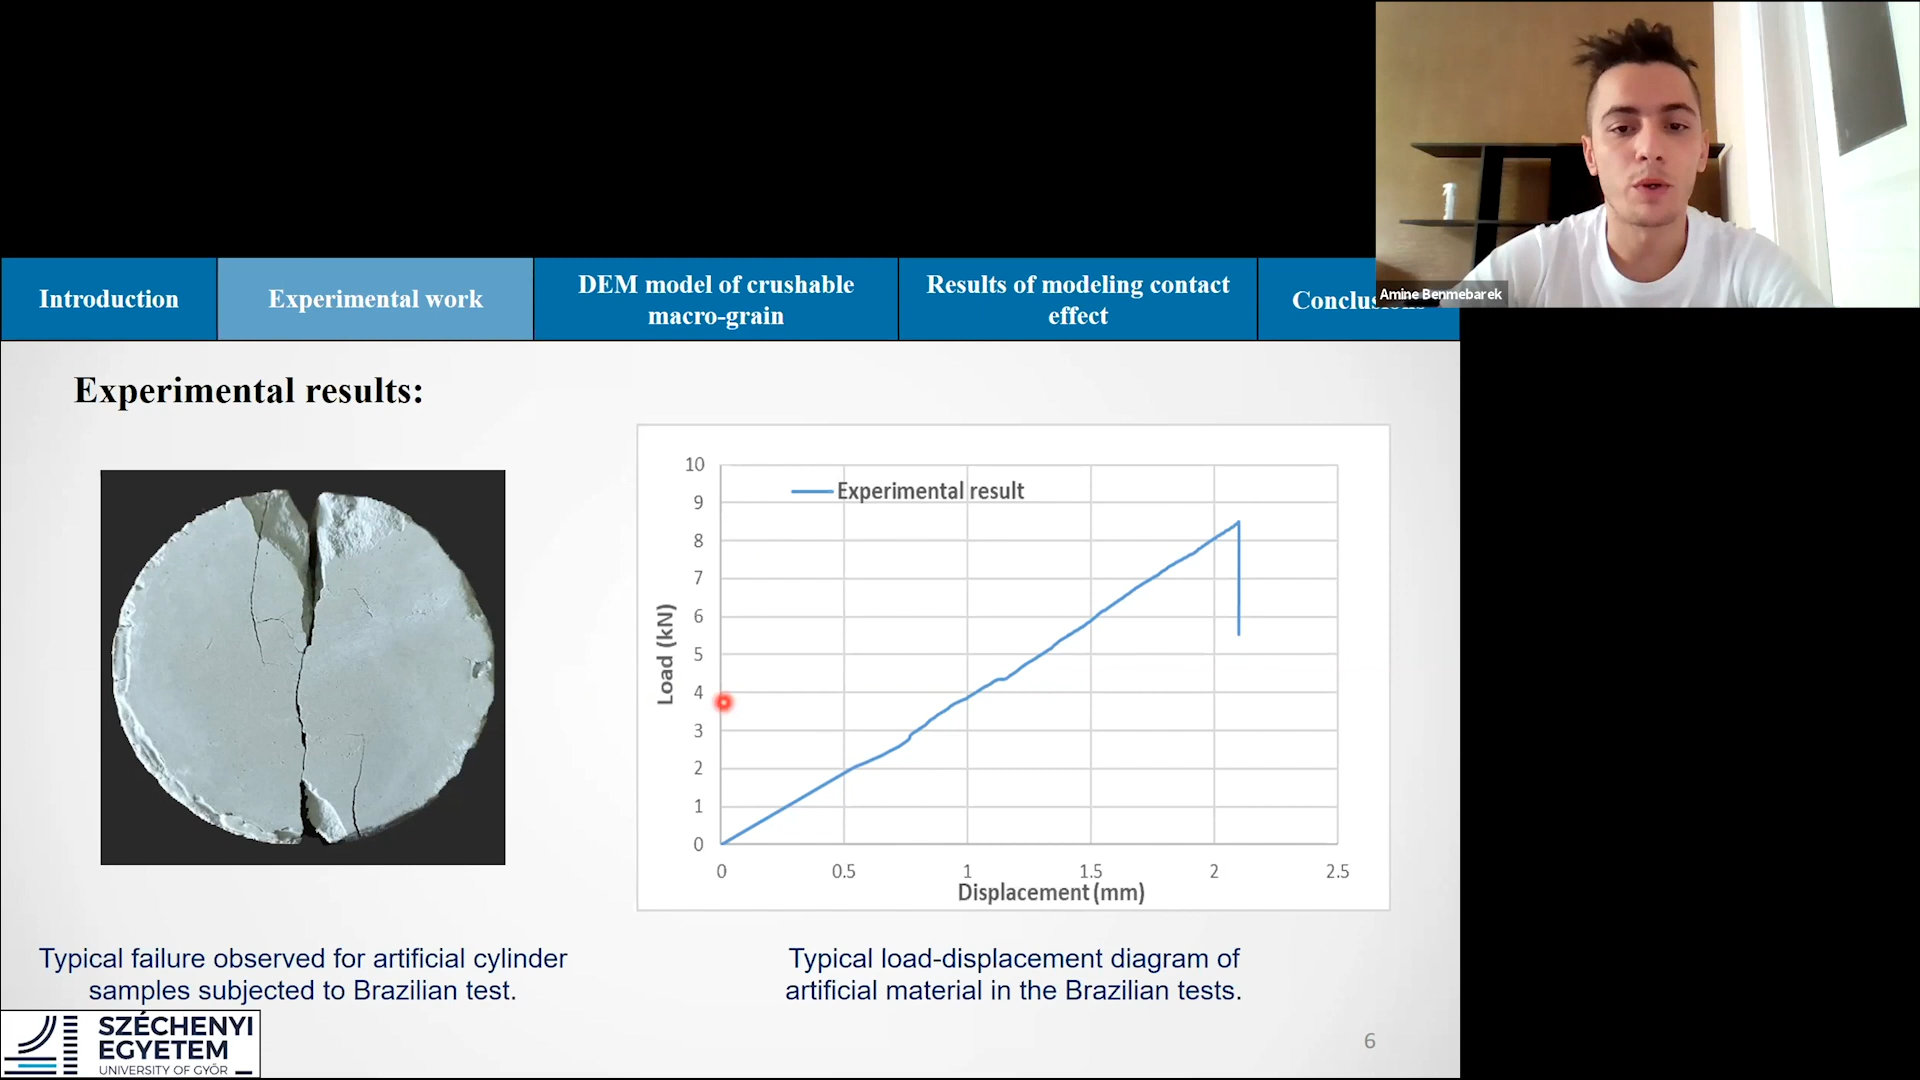 Amine Benmebarek
Introduction
Experimental work
DEM model of crushable
macro-grain
Results of modeling contact
effect
Conclusions
Experimental results:
10
9
8
7
6
5
4
3
2
1
0
Load (kN)
Experimental result
0
0.5
1
1.5
2
2.5
Displacement (mm)
Typical failure observed for artificial cylinder
samples subjected to Brazilian test.
Typical load-displacement diagram of
artificial material in the Brazilian tests.
SZÉCHENYI
EGYETEM
UNIVERSITY OF GYŐR
6